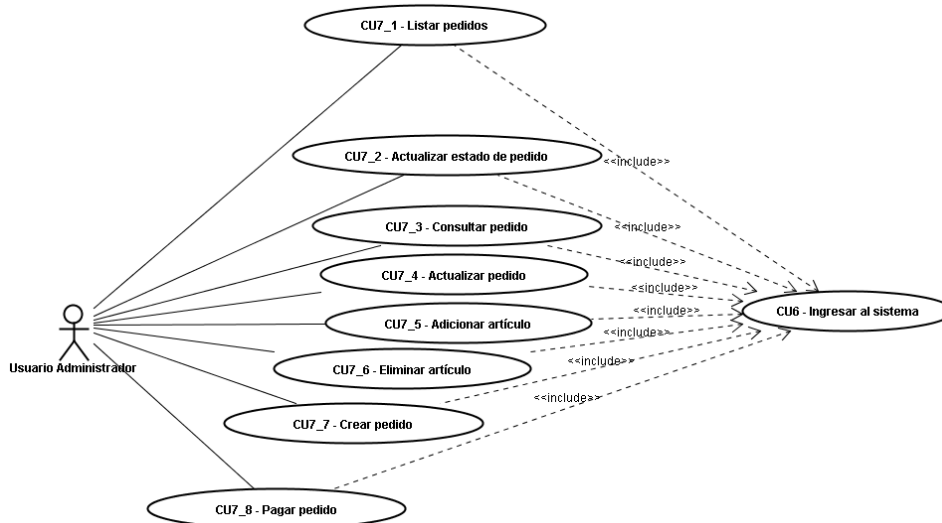 CU7_1 - Listar pedidos
CU7_2 - Actualizar estado de pedido
<<include>>
CU7_3 - Consultar pedido
<<include>>
CU7_4 - Actualizar pedido
<<include>>
<<include>>
CU6 - Ingresar al sistema
<<include>>
CU7_5 - Adicionar artículo
<<include>>
Usuario Administrador
CU7_6 - Eliminar artículo
<<include>>
CU7_7 - Crear pedido
<<include>>
CU7_8 - Pagar pedido